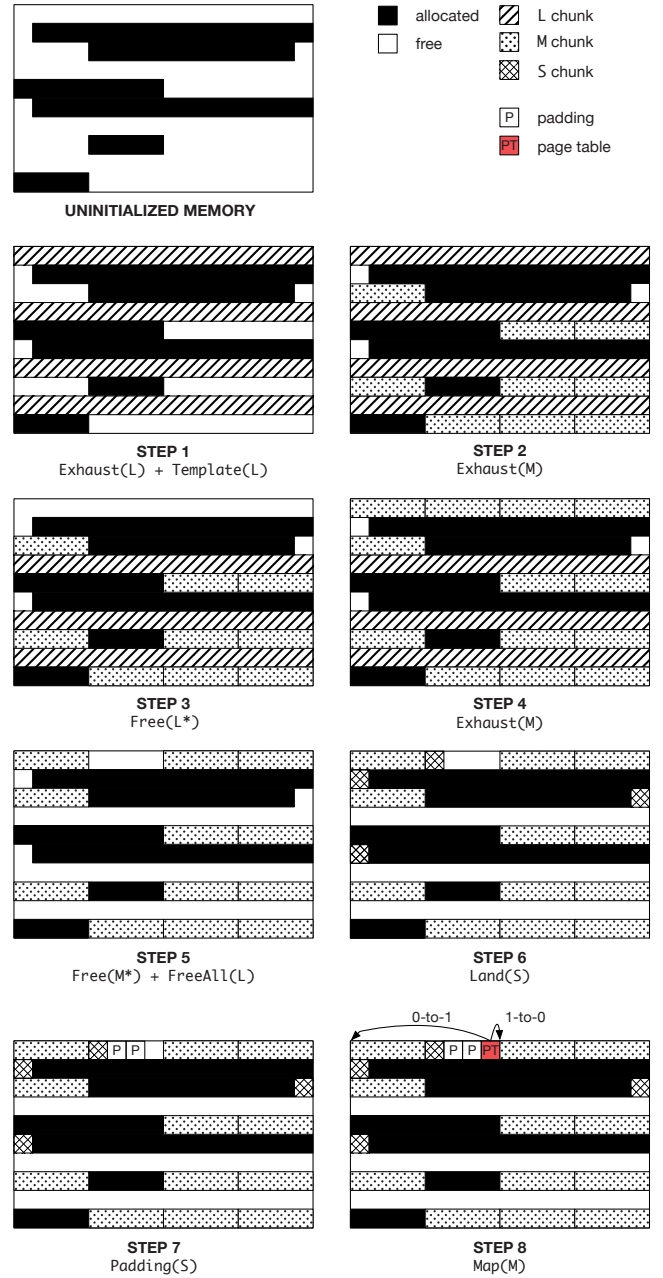 allocated
free
L chunk
M chunk
S chunk
P padding
PT page table
UNINITIALIZED MEMORY
STEP 1
Exhaust(L) + Template(L)
STEP 2
Exhaust(M)
STEP 3
Free(L*)
STEP 4
Exhaust(M)
STEP 5
Free(M*) + FreeAll(L)
STEP 6
Land(S)
P P
STEP 7
Padding(S)
0-to-1 1-to-0
P P PT
STEP 8
Map(M)